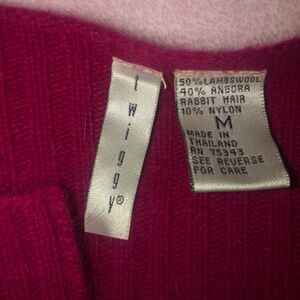 twiggy®
50% LAMBSWOOL
40% ANGORA
RABBIT HAIR
10% NYLON
M
MADE IN
THAILAND
RN 75343
SEE REVERSE
FOR CARE